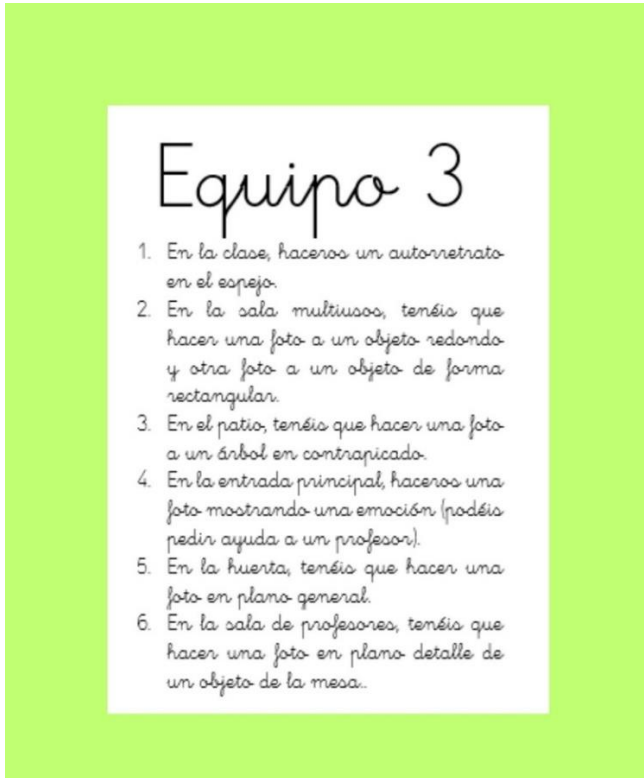 Equipo 3
1. En la clase, haceros un autorretrato
en el espejo.
2. En la sala multiusos, tenéis que
hacer una foto a un objeto redondo
y otra foto a un objeto de forma
rectangular.
3. En el patio, tenéis que hacer una foto
a un árbol en contrapicado.
4. En la entrada principal, haceros una
foto mostrando una emoción (podéis
pedir ayuda a un profesor).
5. En la huerta, tenéis que hacer una
foto en plano general.
6. En la sala de profesores, tenéis que
hacer una foto en plano detalle de
un objeto de la mesa..